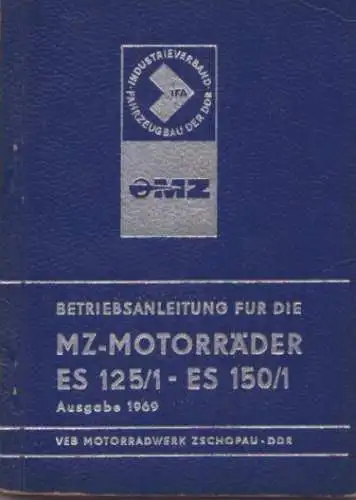 INDUSTRIEVERBAND
FAHRZEUGBAU DER DDR
IFA
MZ
BETRIEBSANLEITUNG FÜR DIE
MZ-MOTORRÄDER
ES 125/1 - ES 150/1
Ausgabe 1969
VEB MOTORRADWERK ZSCHOPAU - DDR